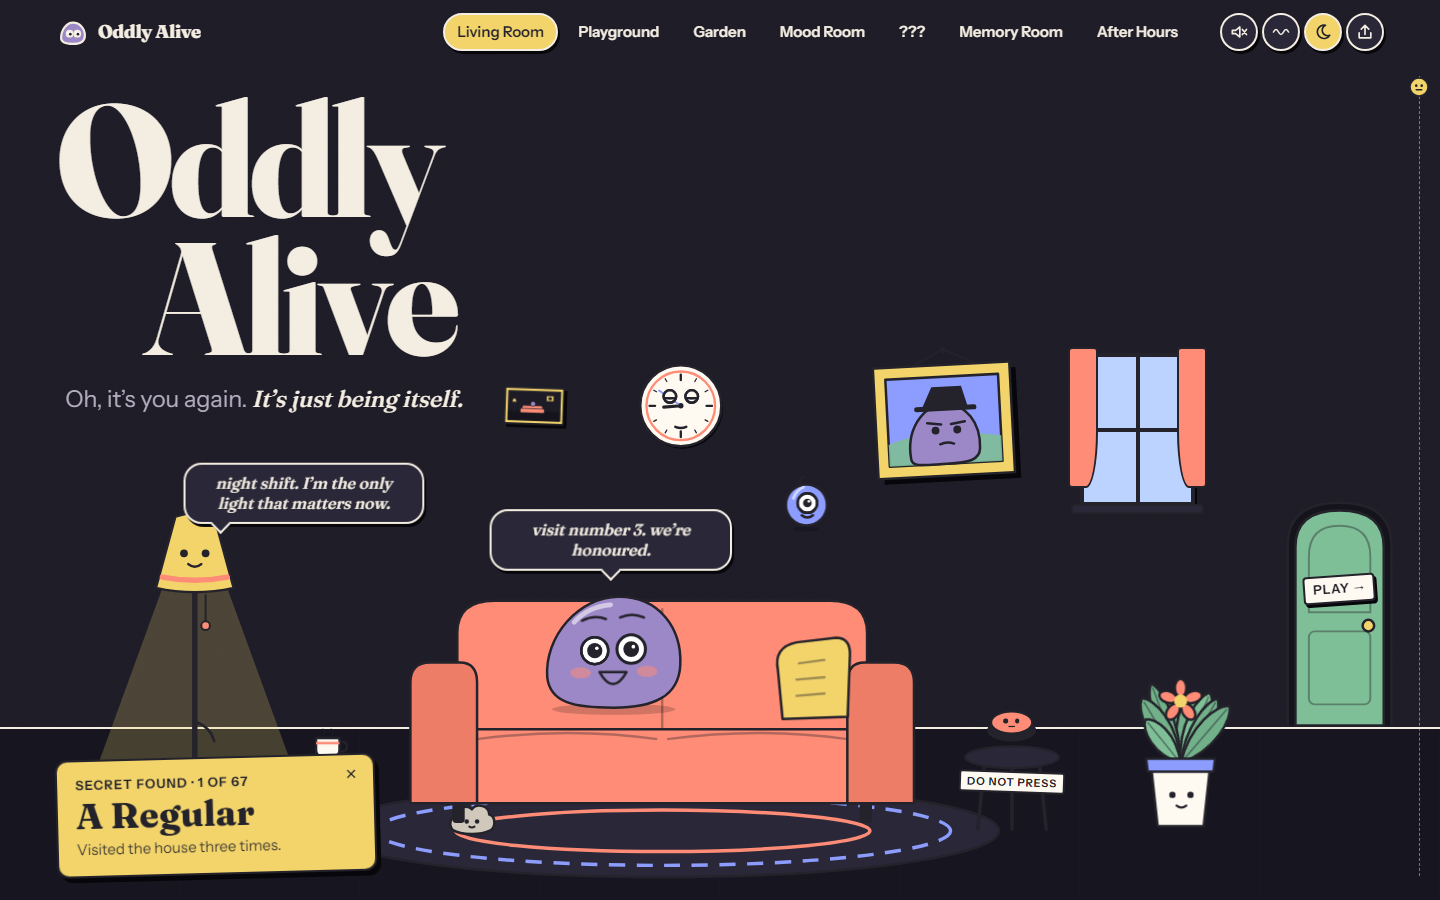 Oddly Alive
Living Room
Playground
Garden
Mood Room
???
Memory Room
After Hours
Oddly
Alive
Oh, it’s you again. It’s just being itself.
night shift. I’m the only
light that matters now.
visit number 3. we’re
honoured.
PLAY →
DO NOT PRESS
SECRET FOUND · 1 OF 67
×
A Regular
Visited the house three times.